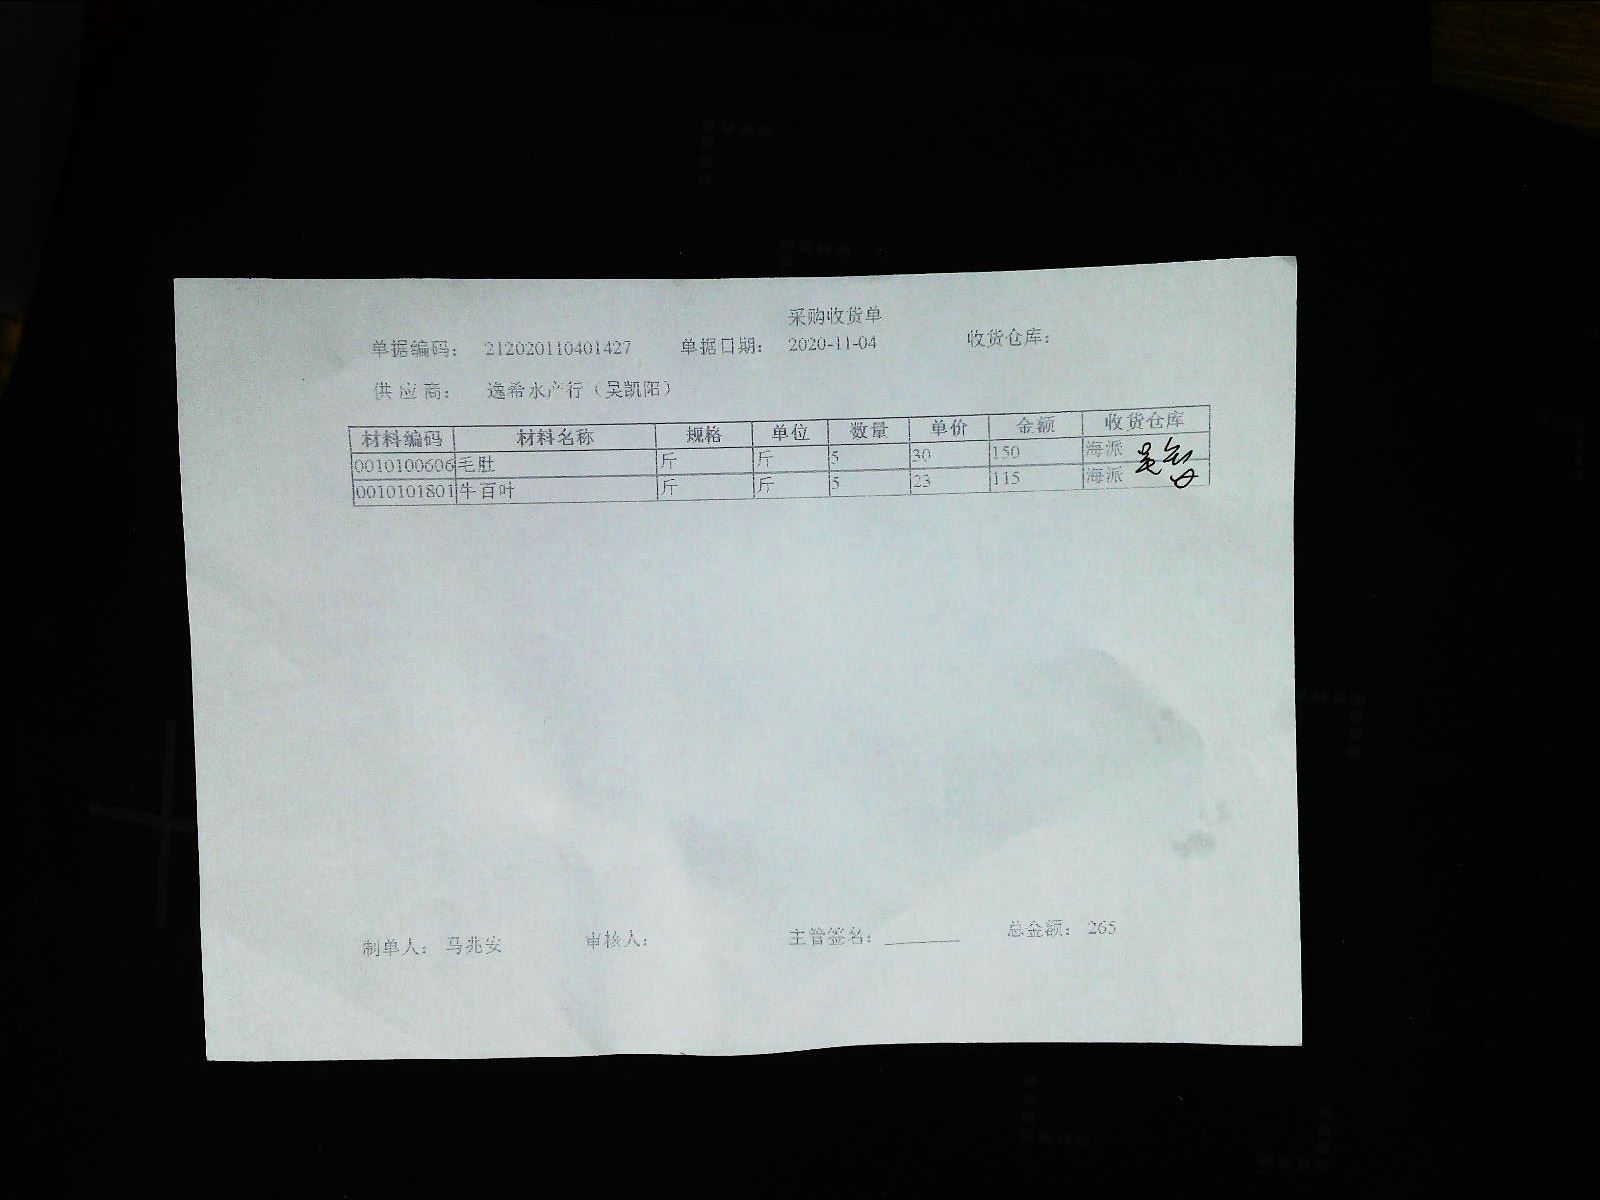 采购收货单
单据编码： 212020110401427 单据日期： 2020-11-04 收货仓库：
供应商： 逸希水产行（吴凯阳）
材料编码 材料名称 规格 单位 数量 单价 金额 收货仓库
0010100606 毛肚 斤 斤 5 30 150 海派
0010101801 牛百叶 斤 斤 5 23 115 海派
制单人： 马兆安 审核人： 主管签名： 总金额： 265